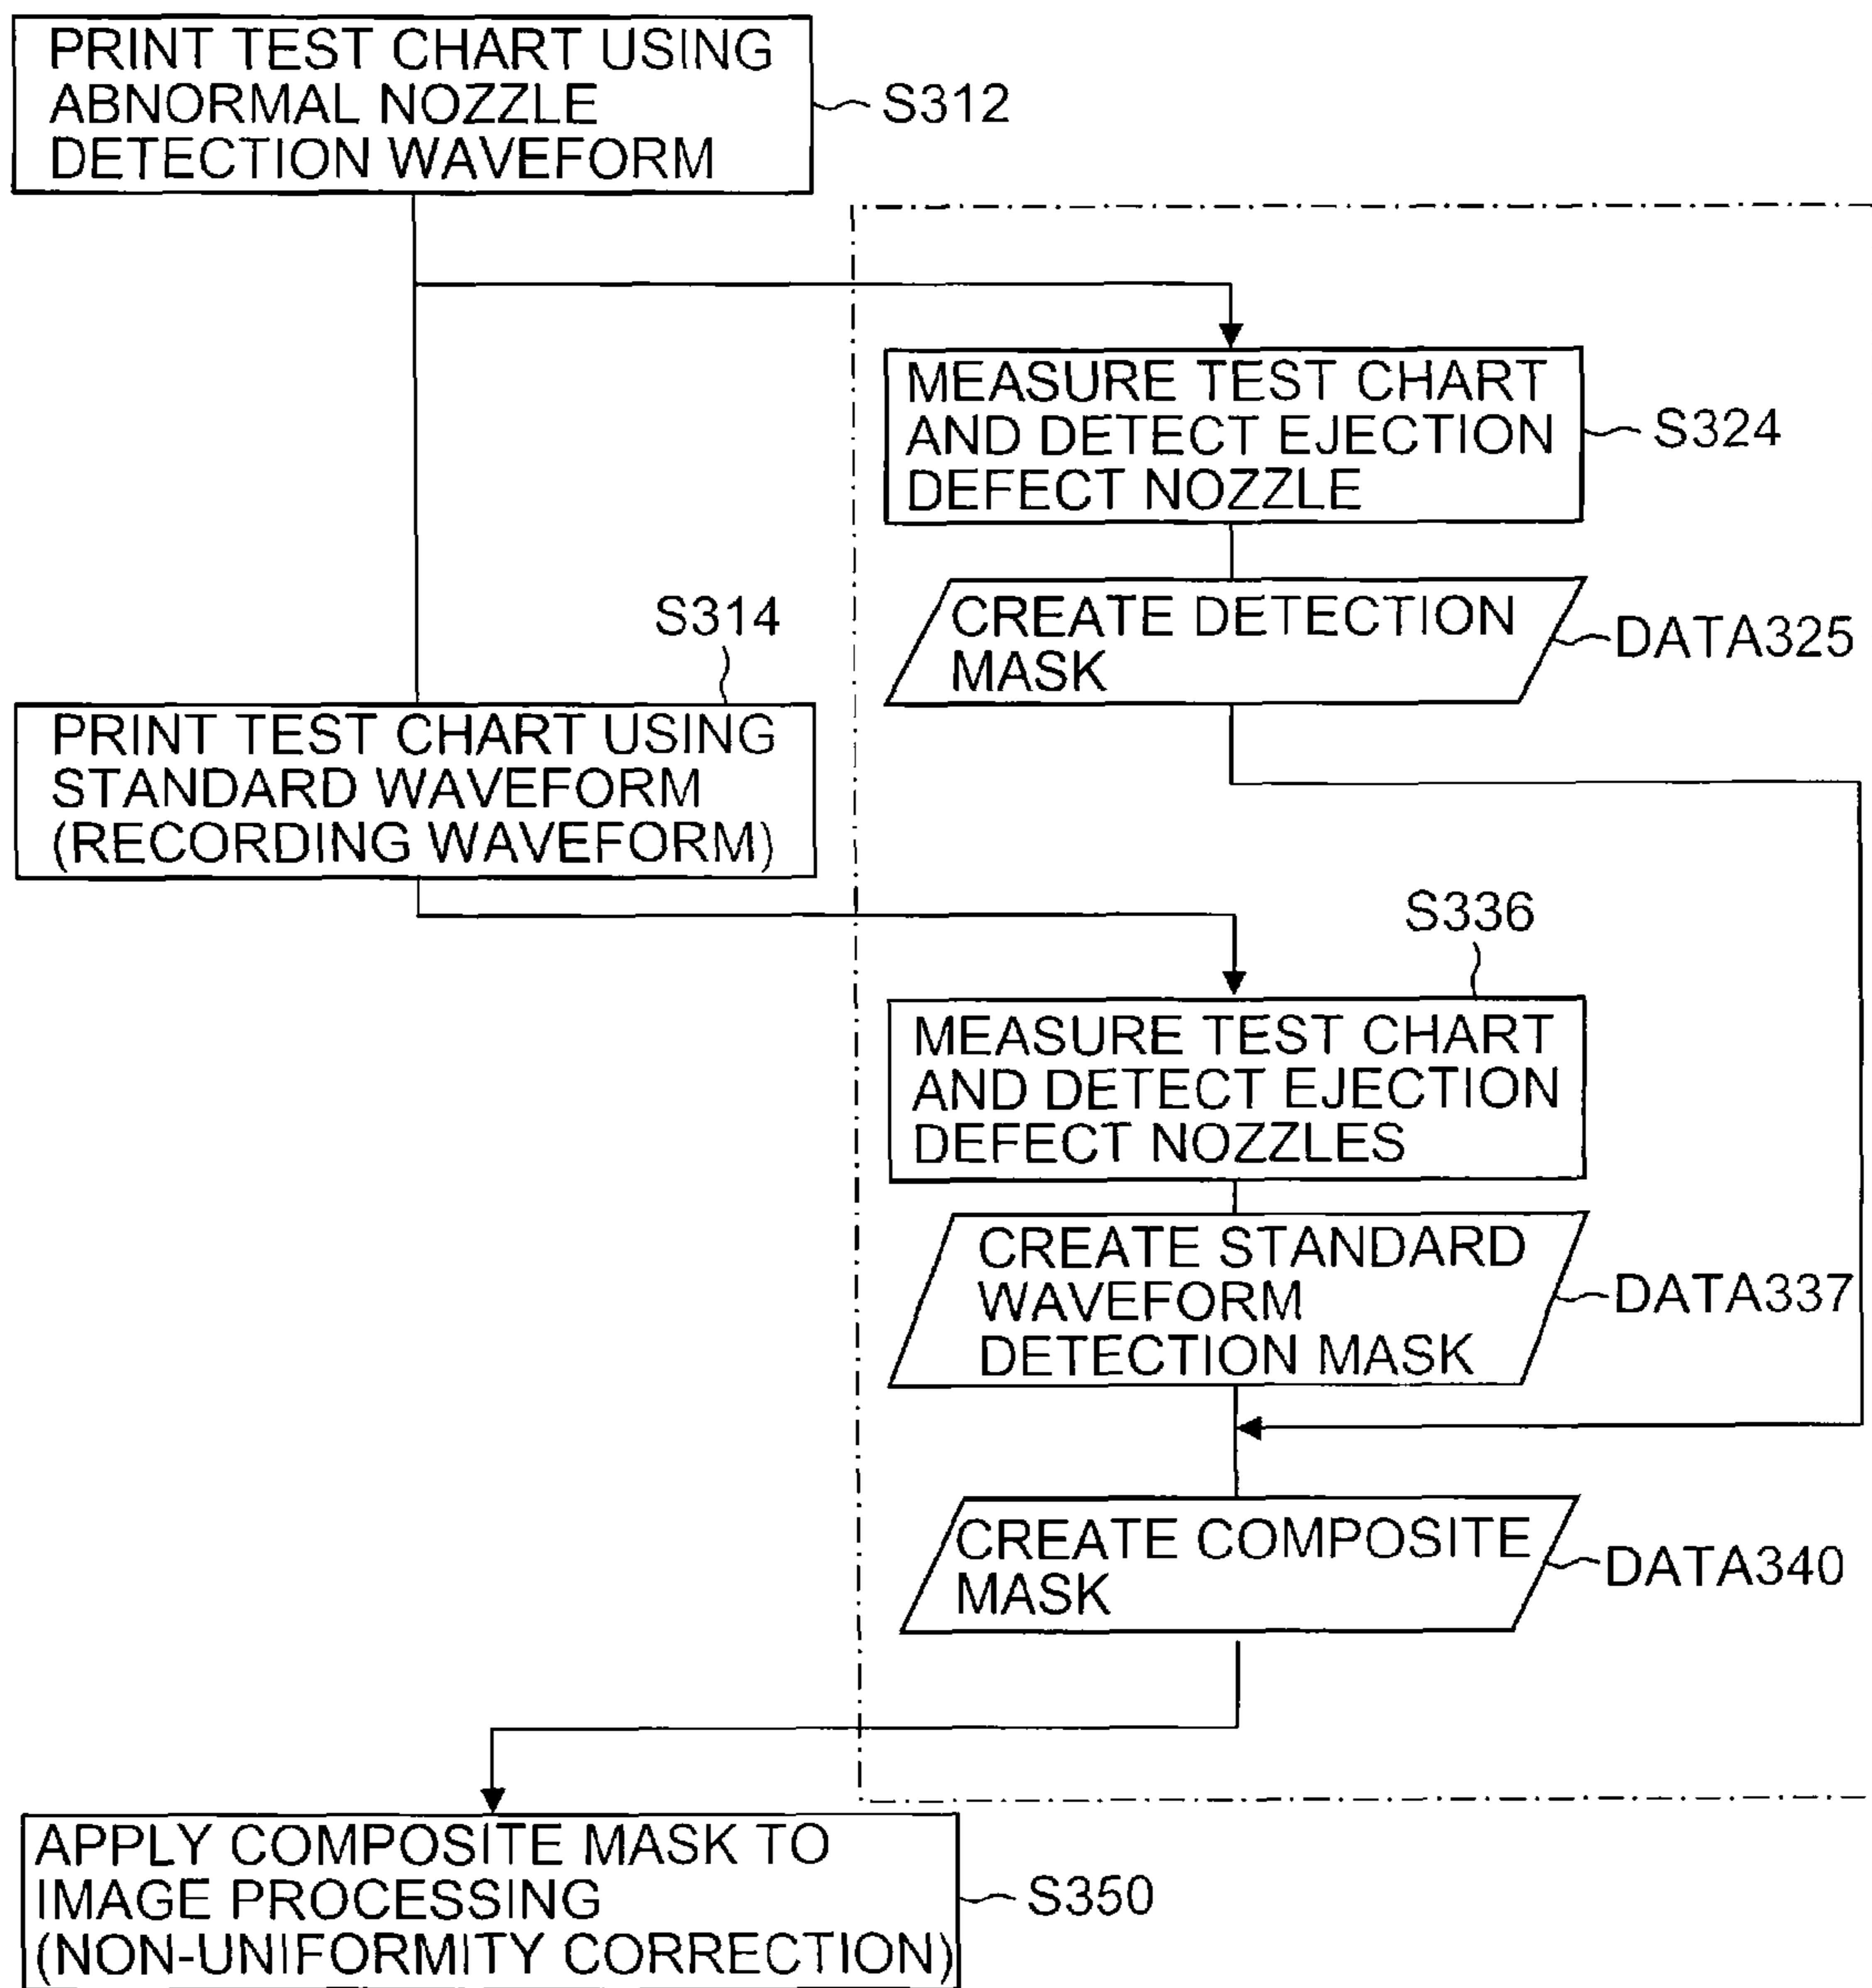 PRINT TEST CHART USING
ABNORMAL NOZZLE
DETECTION WAVEFORM
S312
MEASURE TEST CHART
AND DETECT EJECTION
DEFECT NOZZLE
S324
CREATE DETECTION
MASK
DATA325
S314
PRINT TEST CHART USING
STANDARD WAVEFORM
(RECORDING WAVEFORM)
S336
MEASURE TEST CHART
AND DETECT EJECTION
DEFECT NOZZLES
CREATE STANDARD
WAVEFORM
DETECTION MASK
DATA337
CREATE COMPOSITE
MASK
DATA340
APPLY COMPOSITE MASK TO
IMAGE PROCESSING
(NON-UNIFORMITY CORRECTION)
S350